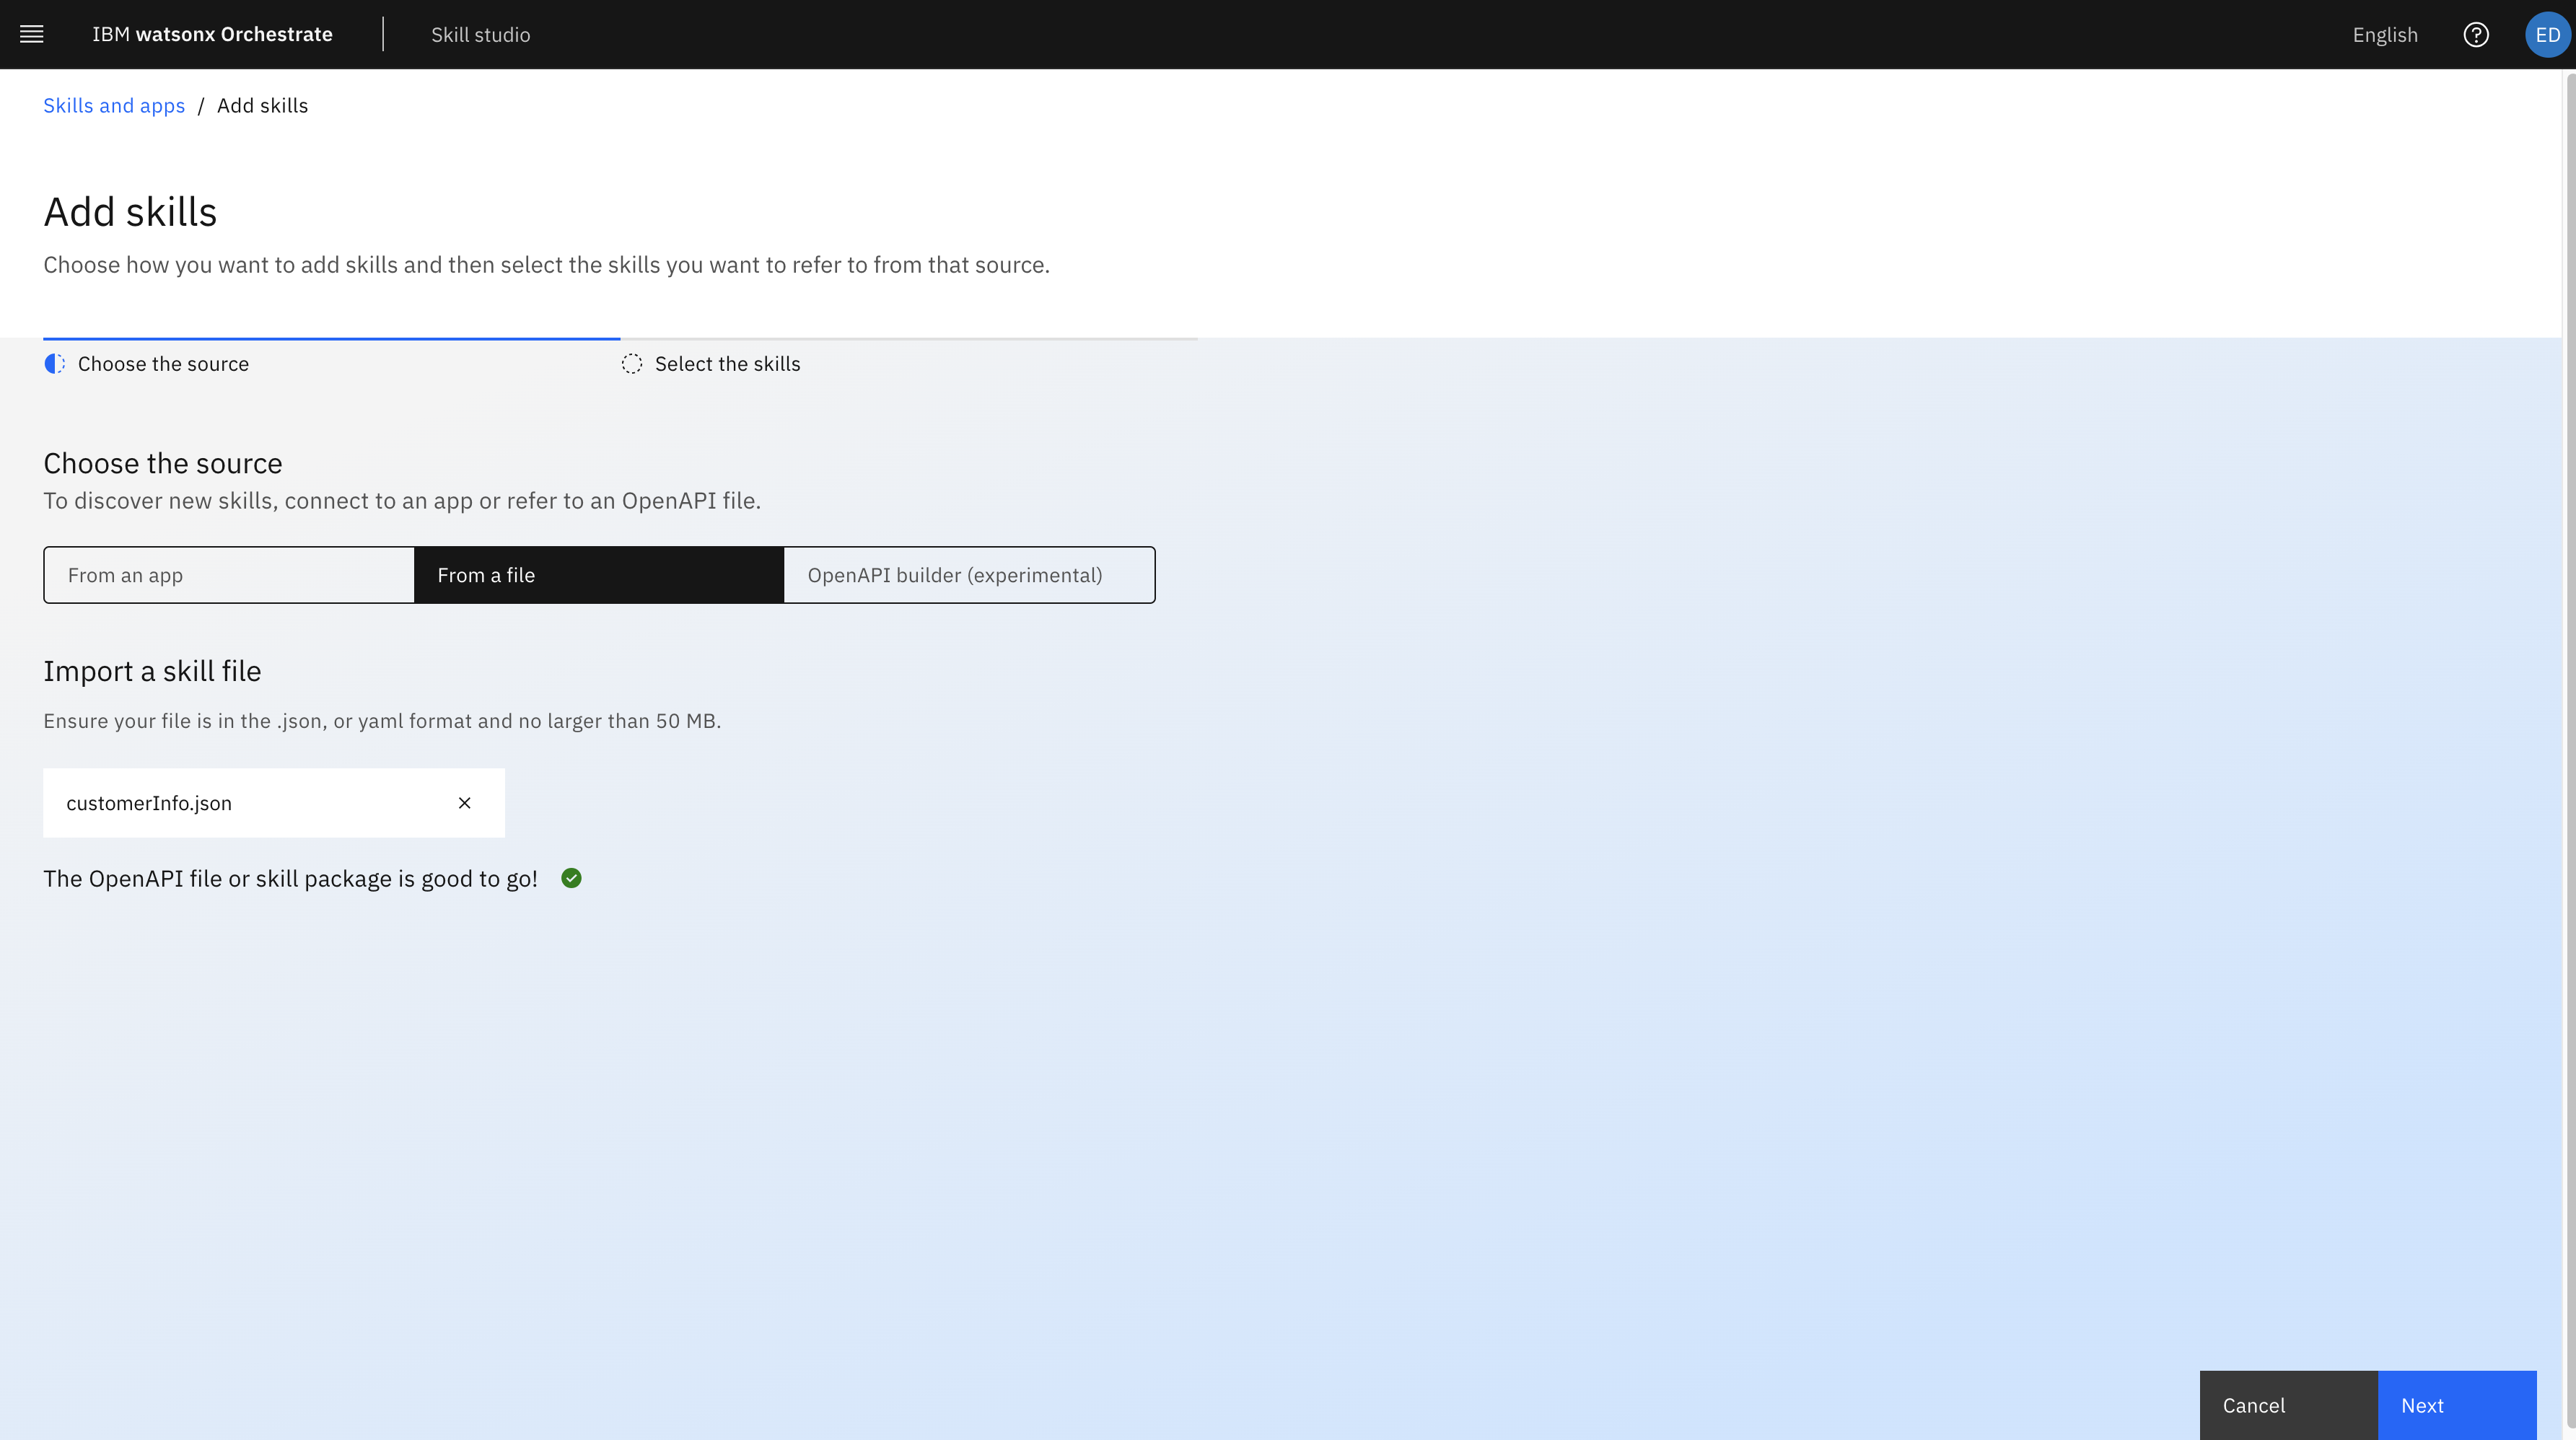 IBM watsonx Orchestrate
Skill studio
English
ED
Skills and apps / Add skills
Add skills
Choose how you want to add skills and then select the skills you want to refer to from that source.
Choose the source
Select the skills
Choose the source
To discover new skills, connect to an app or refer to an OpenAPI file.
From an app
From a file
OpenAPI builder (experimental)
Import a skill file
Ensure your file is in the .json, or yaml format and no larger than 50 MB.
customerInfo.json
The OpenAPI file or skill package is good to go!
Cancel
Next